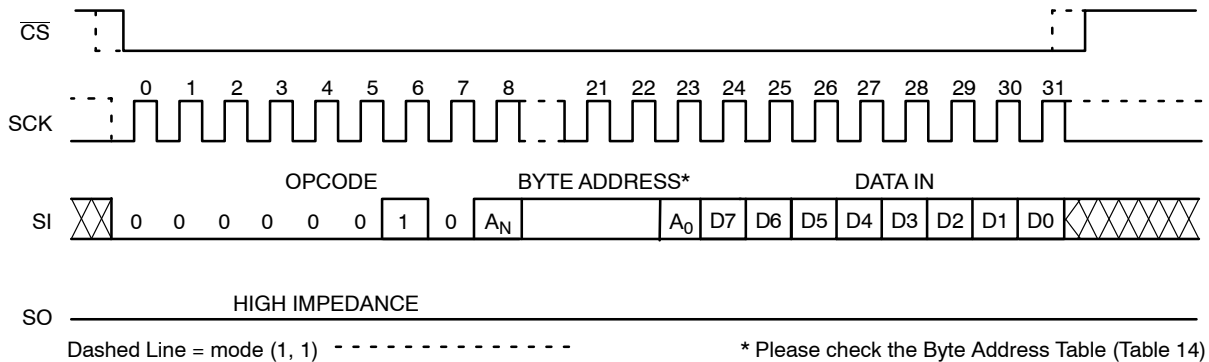 CS
0 1 2 3 4 5 6 7 8 21 22 23 24 25 26 27 28 29 30 31
SCK
OPCODE BYTE ADDRESS* DATA IN
SI 0 0 0 0 0 0 1 0 AN A0 D7 D6 D5 D4 D3 D2 D1 D0
HIGH IMPEDANCE
SO
Dashed Line = mode (1, 1) * Please check the Byte Address Table (Table 14)